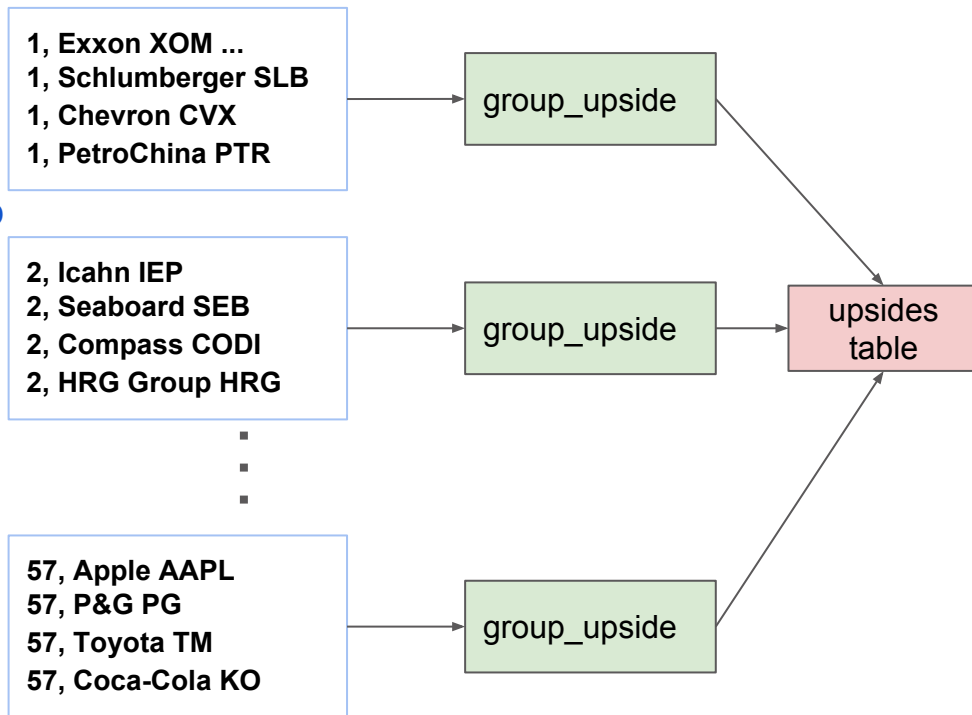 1, Exxon XOM ...
1, Schlumberger SLB
1, Chevron CVX
1, PetroChina PTR
group_upside
2, Icahn IEP
2, Seaboard SEB
2, Compass CODI
2, HRG Group HRG
group_upside
upsides
table
57, Apple AAPL
57, P&G PG
57, Toyota TM
57, Coca-Cola KO
group_upside